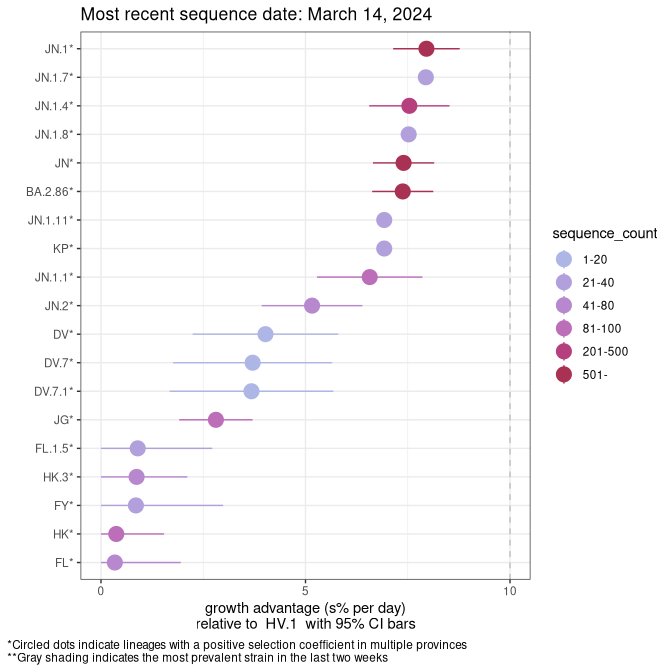 Most recent sequence date: March 14, 2024
JN.1*
JN.1.7*
JN.1.4*
JN.1.8*
JN*
BA.2.86*
JN.1.11*
KP*
JN.1.1*
JN.2*
DV*
DV.7*
DV.7.1*
JG*
FL.1.5*
HK.3*
FY*
HK*
FL*
0 5 10
growth advantage (s% per day)
relative to HV.1 with 95% CI bars
sequence_count
1-20
21-40
41-80
81-100
201-500
501-
*Circled dots indicate lineages with a positive selection coefficient in multiple provinces
**Gray shading indicates the most prevalent strain in the last two weeks